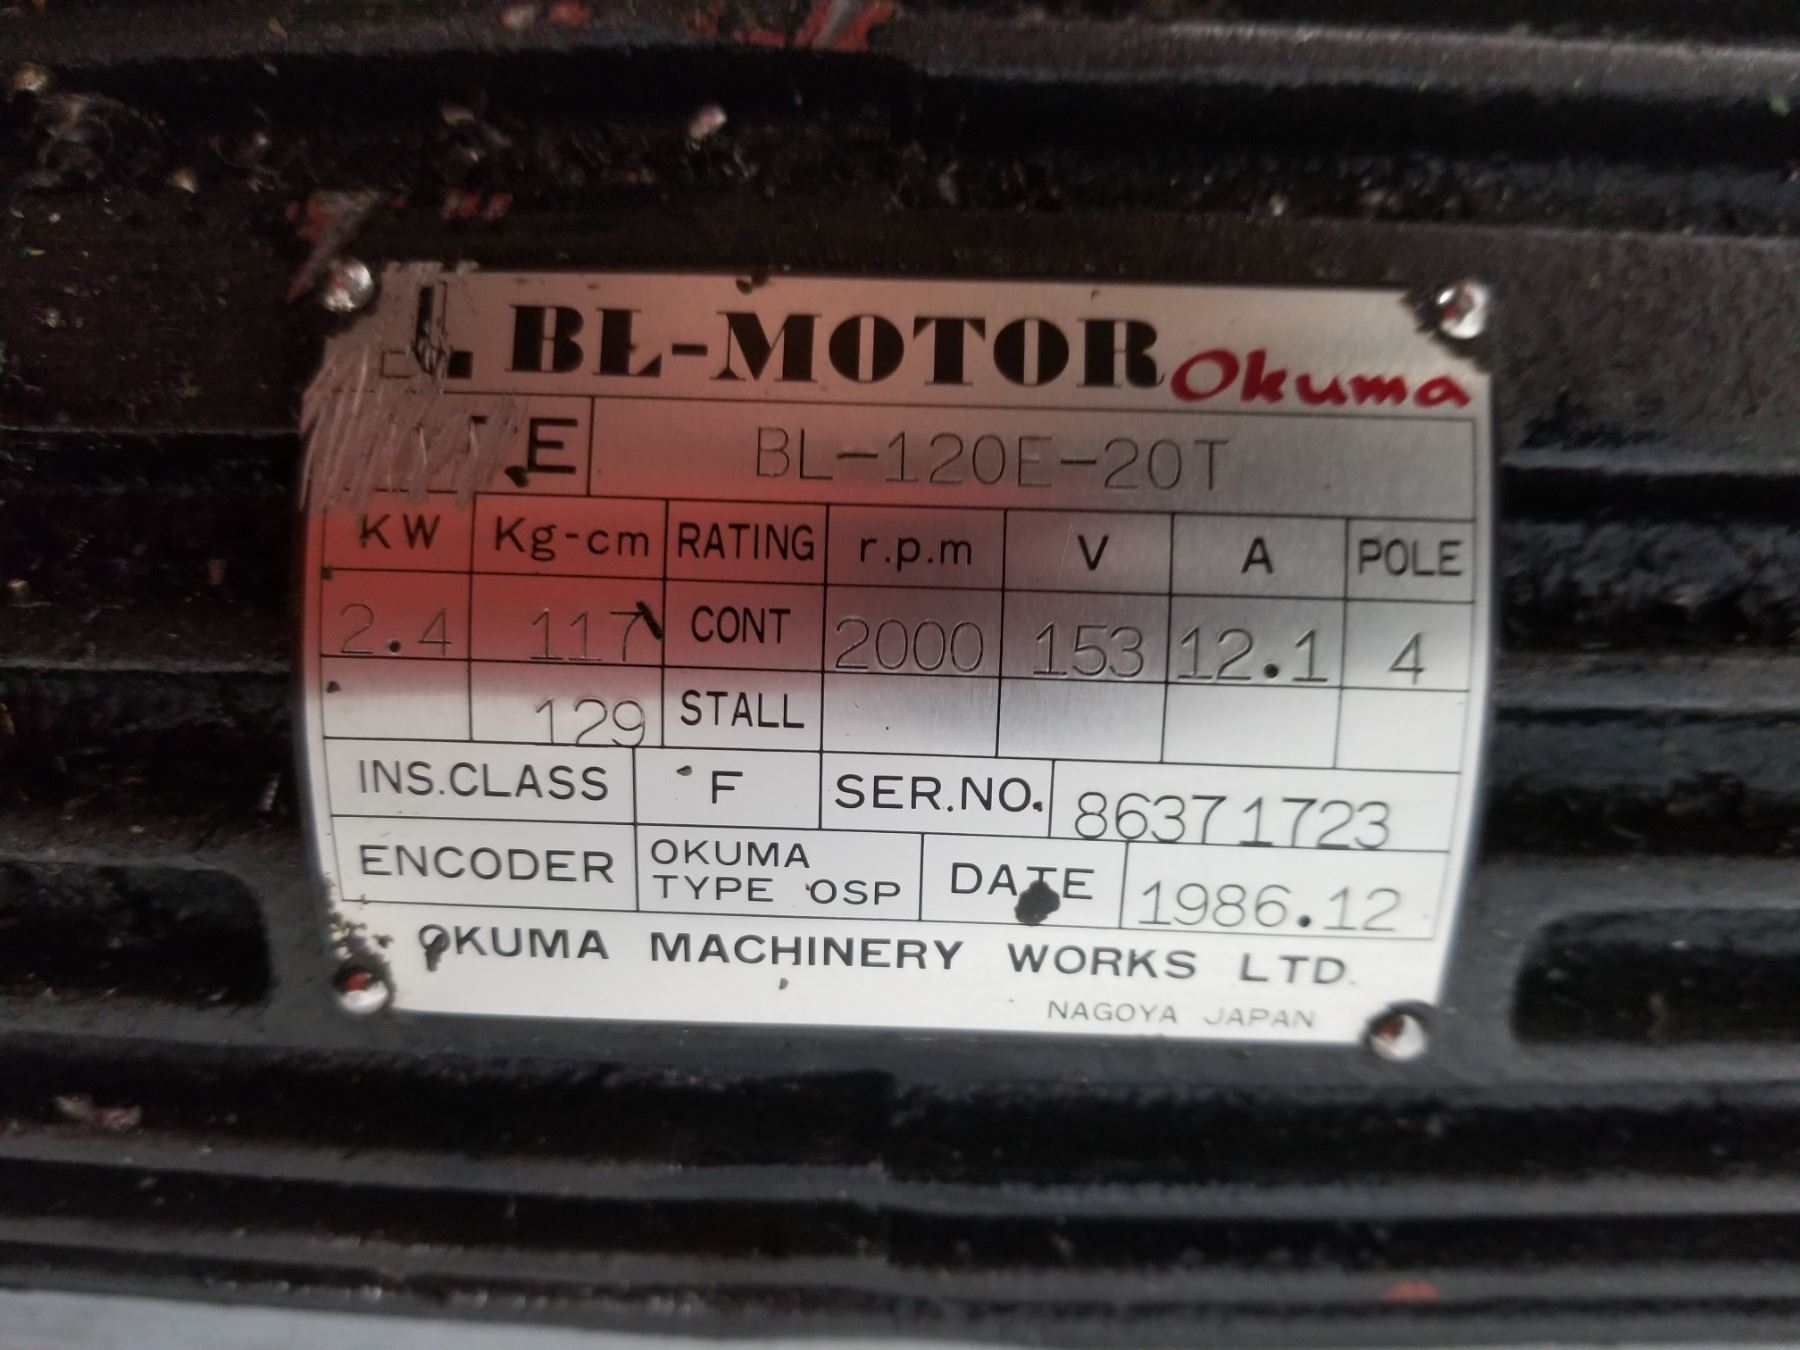 BL-MOTOR Okuma
BL-120E-20T
KW Kg-cm RATING r.p.m V A POLE
2.4 117 CONT 2000 153 12.1 4
129 STALL
INS.CLASS F SER.NO. 86371723
ENCODER OKUMA TYPE OSP DATE 1986.12
OKUMA MACHINERY WORKS LTD.
NAGOYA JAPAN